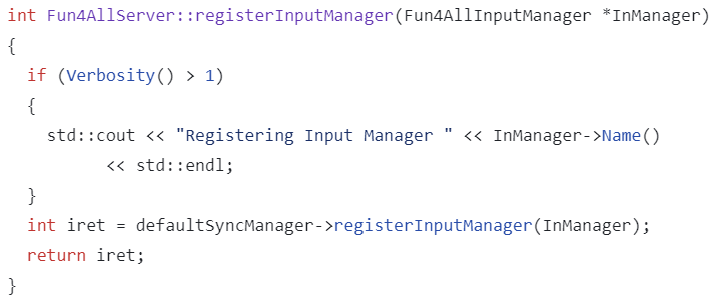 int Fun4AllServer::registerInputManager(Fun4AllInputManager *InManager)
{
  if (Verbosity() > 1)
  {
    std::cout << "Registering Input Manager " << InManager->Name()
          << std::endl;
  }
  int iret = defaultSyncManager->registerInputManager(InManager);
  return iret;
}